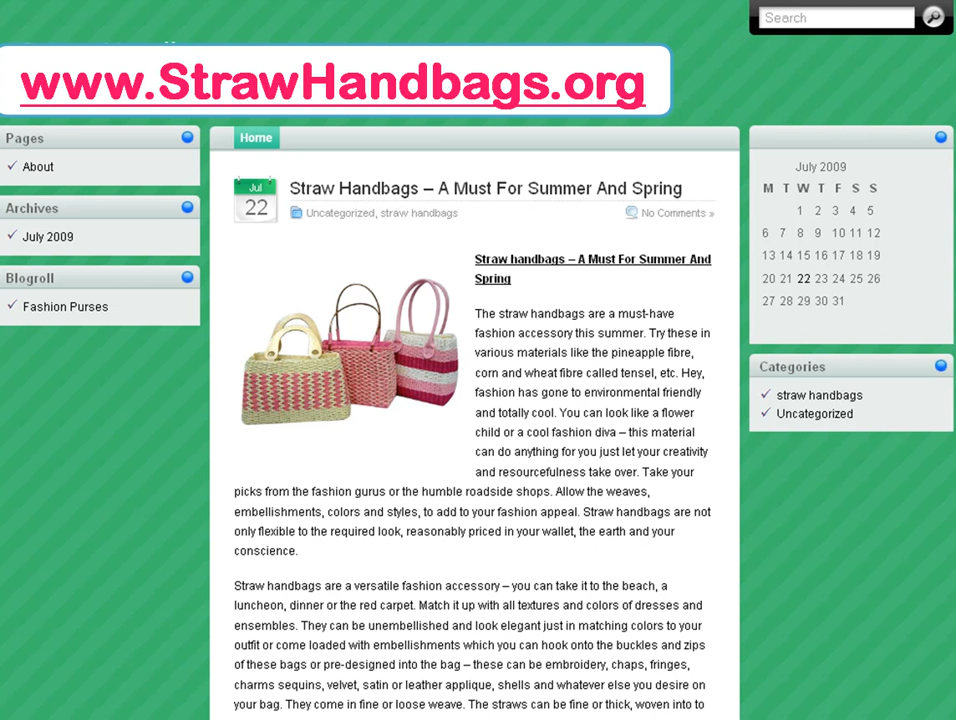 Search
www.StrawHandbags.org
Pages
About
Archives
July 2009
Blogroll
Fashion Purses
Home
Jul
22
Straw Handbags – A Must For Summer And Spring
Uncategorized, straw handbags
No Comments »
Straw handbags – A Must For Summer And
Spring
The straw handbags are a must-have
fashion accessory this summer. Try these in
various materials like the pineapple fibre,
corn and wheat fibre called tensel, etc. Hey,
fashion has gone to environmental friendly
and totally cool. You can look like a flower
child or a cool fashion diva – this material
can do anything for you just let your creativity
and resourcefulness take over. Take your
picks from the fashion gurus or the humble roadside shops. Allow the weaves,
embellishments, colors and styles, to add to your fashion appeal. Straw handbags are not
only flexible to the required look, reasonably priced in your wallet, the earth and your
conscience.
Straw handbags are a versatile fashion accessory – you can take it to the beach, a
luncheon, dinner or the red carpet. Match it up with all textures and colors of dresses and
ensembles. They can be unembellished and look elegant just in matching colors to your
outfit or come loaded with embellishments which you can hook onto the buckles and zips
of these bags or pre-designed into the bag – these can be embroidery, chaps, fringes,
charms sequins, velvet, satin or leather applique, shells and whatever else you desire on
your bag. They come in fine or loose weave. The straws can be fine or thick, woven into to
July 2009
M T W T F S S
1 2 3 4 5
6 7 8 9 10 11 12
13 14 15 16 17 18 19
20 21 22 23 24 25 26
27 28 29 30 31
Categories
straw handbags
Uncategorized